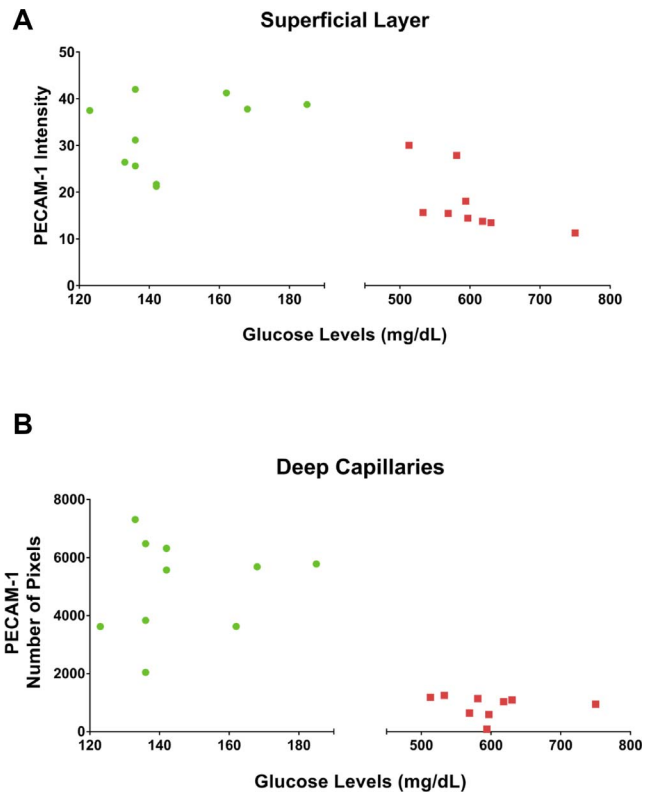 A
Superficial Layer
PECAM-1 Intensity
50
40
30
20
10
0
120 140 160 180 500 600 700 800
Glucose Levels (mg/dL)
B
Deep Capillaries
PECAM-1
Number of Pixels
8000
6000
4000
2000
0
120 140 160 180 500 600 700 800
Glucose Levels (mg/dL)